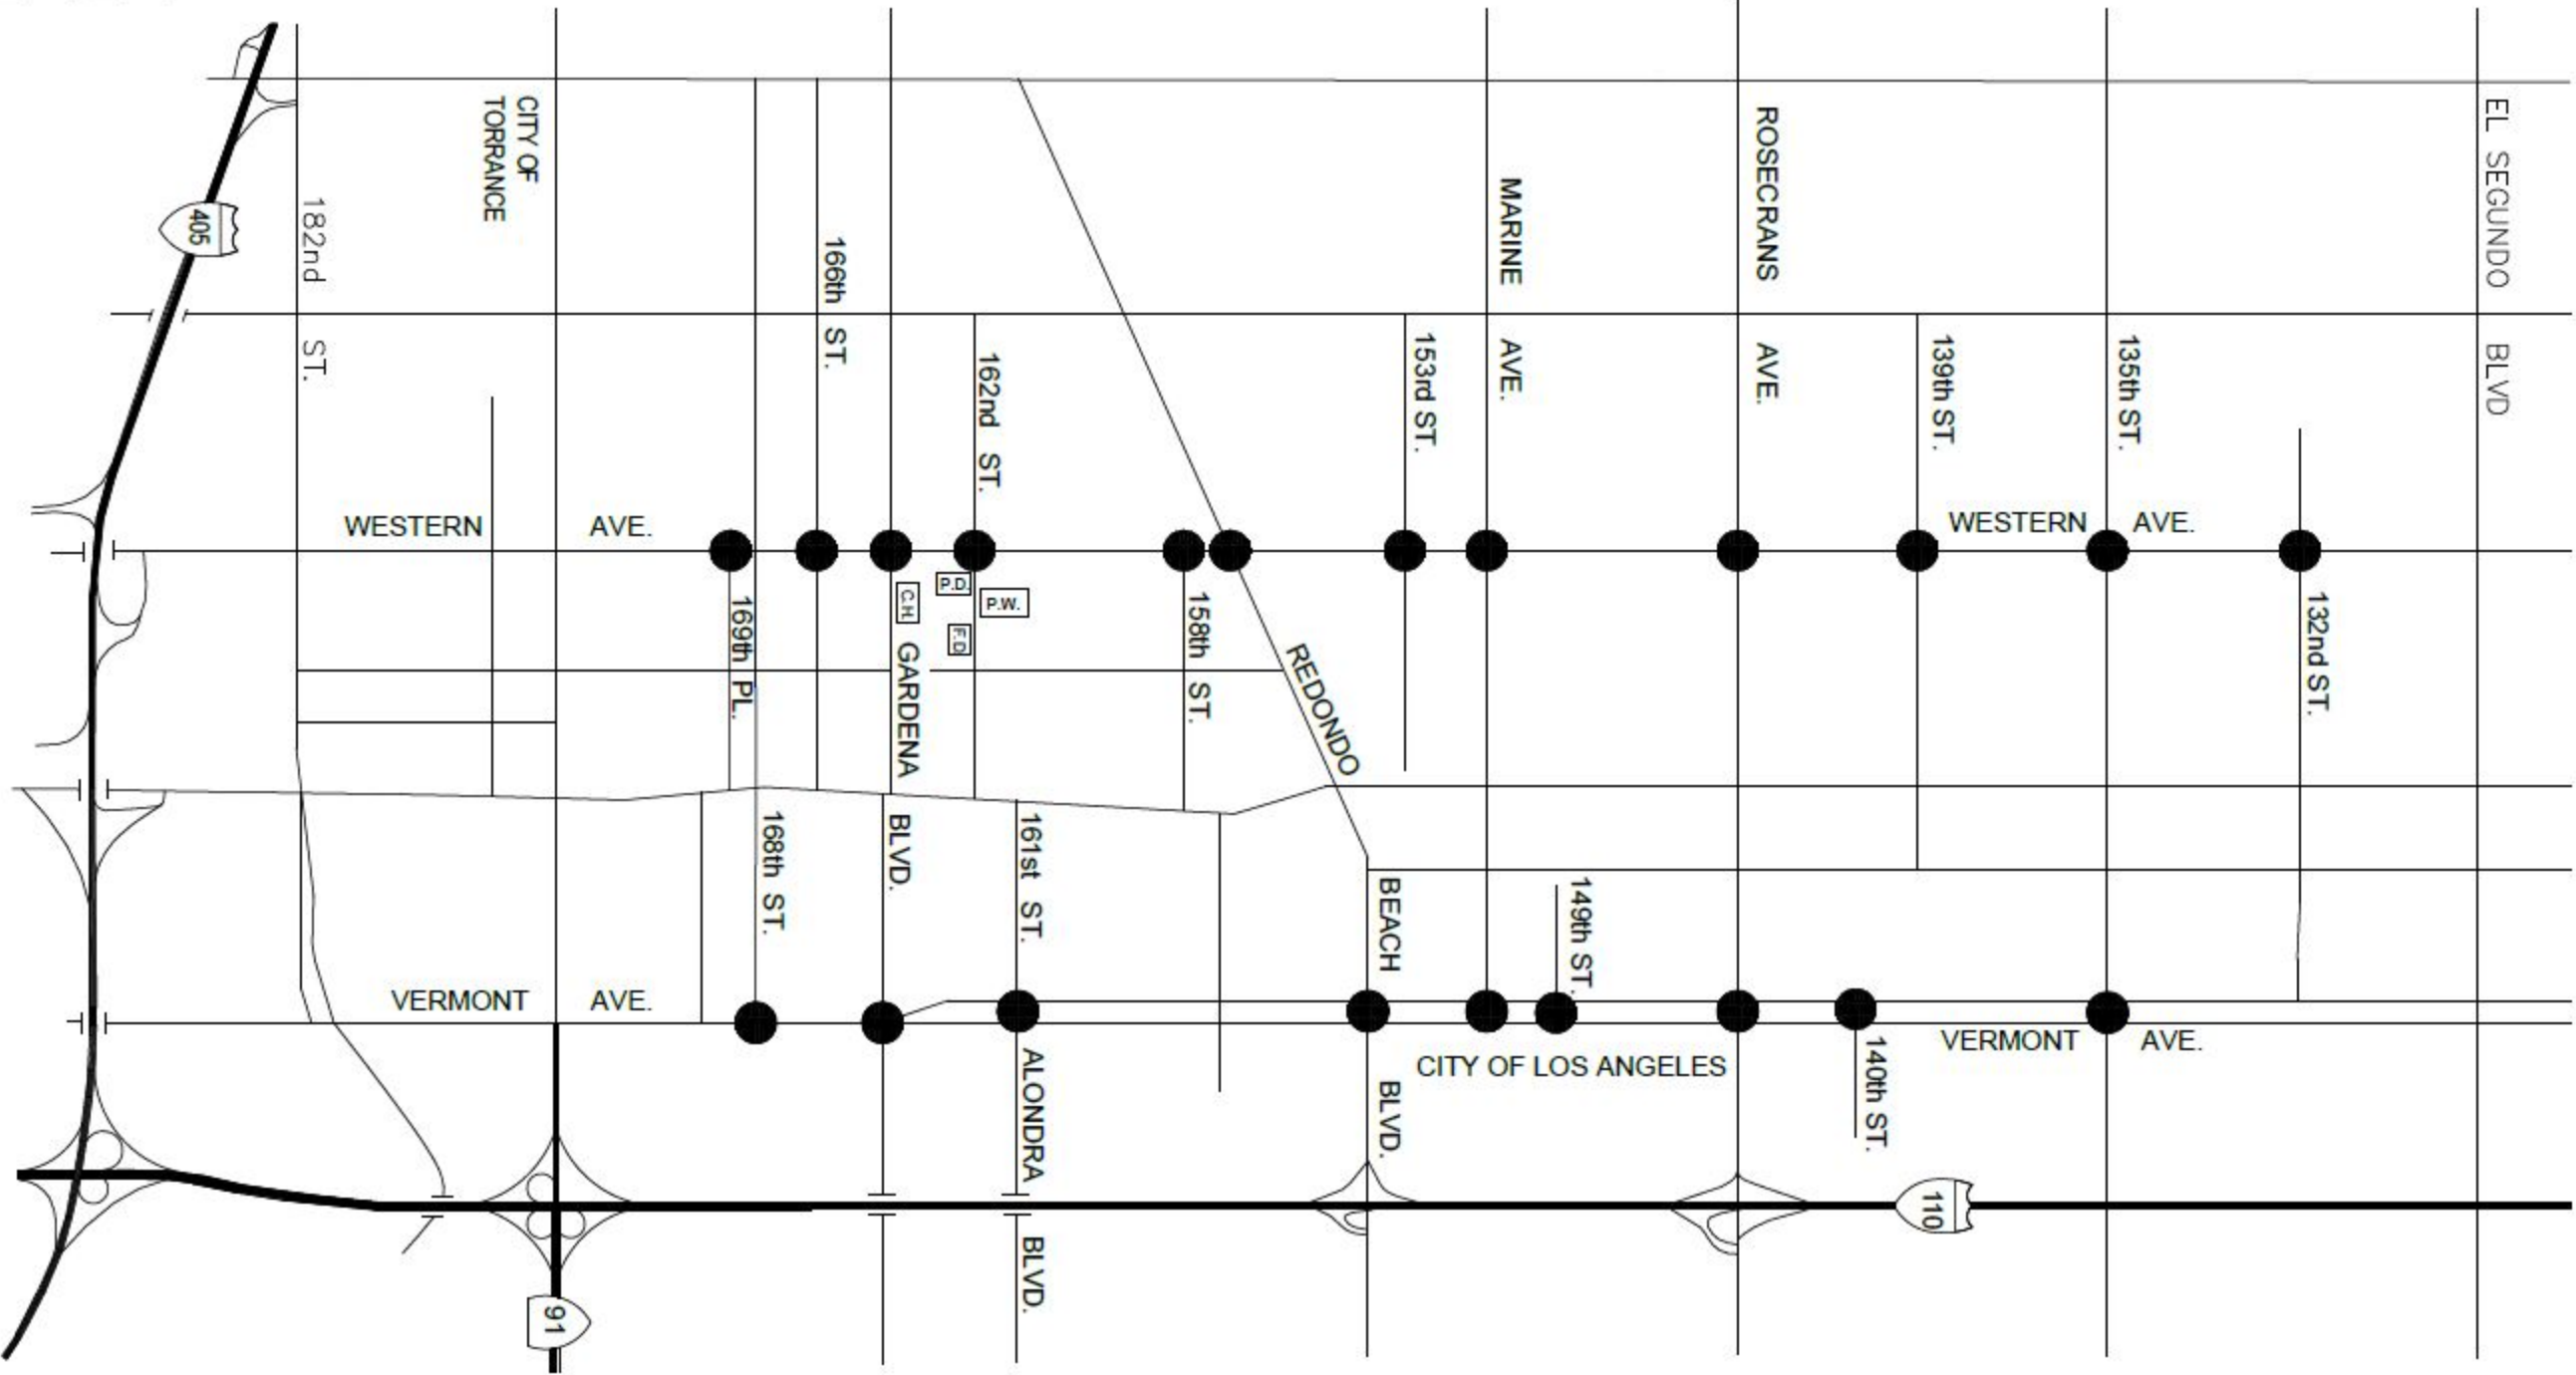 EL SEGUNDO BLVD
ROSECRANS AVE.
MARINE AVE.
CITY OF
TORRANCE
182nd ST.
405
166th ST.
162nd ST.
153rd ST.
139th ST.
135th ST.
WESTERN AVE.
WESTERN AVE.
P.D.
P.W.
C.H.
F.D
169th PL.
GARDENA BLVD.
158th ST.
REDONDO BEACH BLVD.
132nd ST.
168th ST.
161st ST.
149th ST.
VERMONT AVE.
VERMONT AVE.
CITY OF LOS ANGELES
140th ST.
ALONDRA BLVD.
110
91